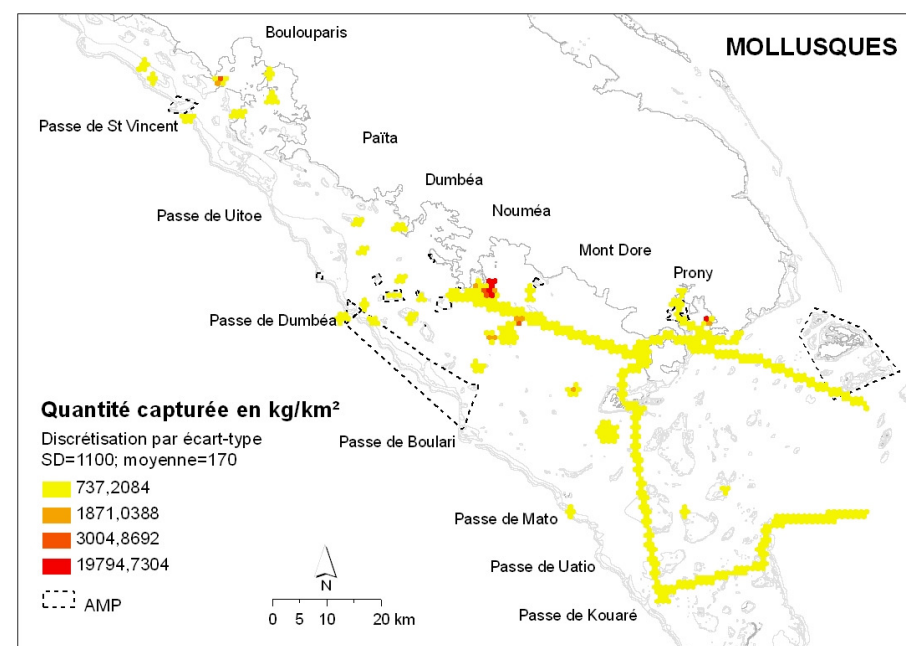 Boulouparis
MOLLUSQUES
Passe de St Vincent
Païta
Dumbéa
Passe de Uitoe
Nouméa
Mont Dore
Prony
Passe de Dumbéa
Quantité capturée en kg/km²
Discrétisation par écart-type
SD=1100; moyenne=170
737,2084
1871,0388
3004,8692
19794,7304
AMP
Passe de Boulari
Passe de Mato
Passe de Uatio
Passe de Kouaré
N
0 5 10 20 km